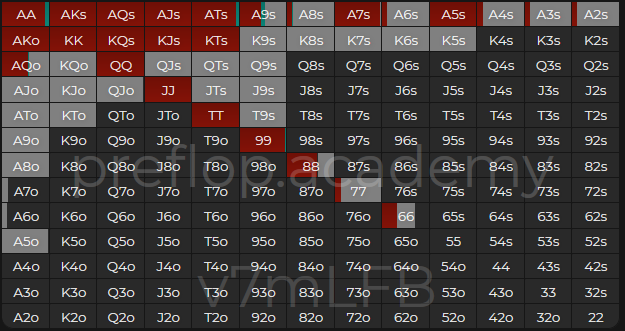 AA AKs AQs AJs ATs A9s A8s A7s A6s A5s A4s A3s A2s
AKo KK KQs KJs KTs K9s K8s K7s K6s K5s K4s K3s K2s
AQo KQo QQ QJs QTs Q9s Q8s Q7s Q6s Q5s Q4s Q3s Q2s
AJo KJo QJo JJ JTs J9s J8s J7s J6s J5s J4s J3s J2s
ATo KTo QTo JTo TT T9s T8s T7s T6s T5s T4s T3s T2s
A9o K9o Q9o J9o T9o 99 98s 97s 96s 95s 94s 93s 92s
A8o K8o Q8o J8o T8o 98o 88 87s 86s 85s 84s 83s 82s
preflop.academy
A7o K7o Q7o J7o T7o 97o 87o 77 76s 75s 74s 73s 72s
A6o K6o Q6o J6o T6o 96o 86o 76o 66 65s 64s 63s 62s
A5o K5o Q5o J5o T5o 95o 85o 75o 65o 55 54s 53s 52s
A4o K4o Q4o J4o T4o 94o 84o 74o 64o 54o 44 43s 42s
v7mLFB
A3o K3o Q3o J3o T3o 93o 83o 73o 63o 53o 43o 33 32s
A2o K2o Q2o J2o T2o 92o 82o 72o 62o 52o 42o 32o 22